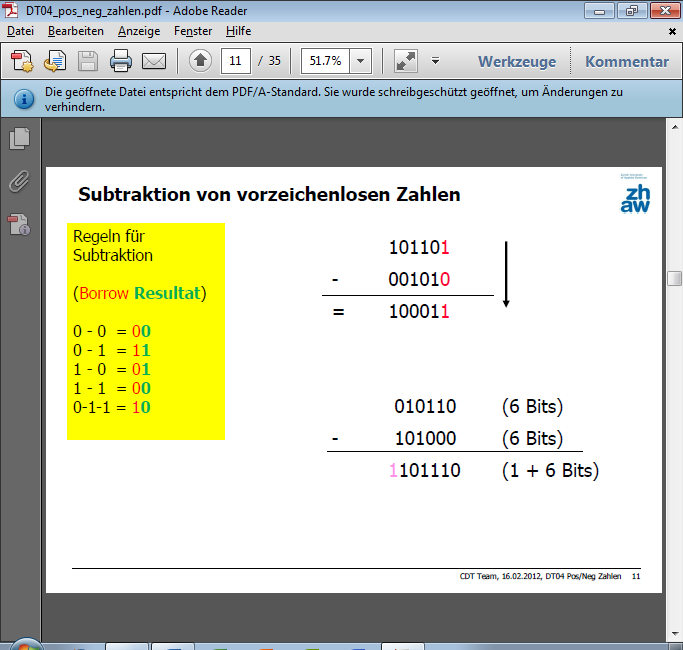 DT04_pos_neg_zahlen.pdf - Adobe Reader
Datei Bearbeiten Anzeige Fenster Hilfe
11 / 35 51.7% Werkzeuge Kommentar
Die geöffnete Datei entspricht dem PDF/A-Standard. Sie wurde schreibgeschützt geöffnet, um Änderungen zu
verhindern.
Subtraktion von vorzeichenlosen Zahlen
zh
aw
Regeln für
Subtraktion
(Borrow Resultat)
0 - 0 = 00
0 - 1 = 11
1 - 0 = 01
1 - 1 = 00
0-1-1 = 10
101101
- 001010
= 100011
010110 (6 Bits)
- 101000 (6 Bits)
1101110 (1 + 6 Bits)
CDT Team, 16.02.2012, DT04 Pos/Neg Zahlen 11